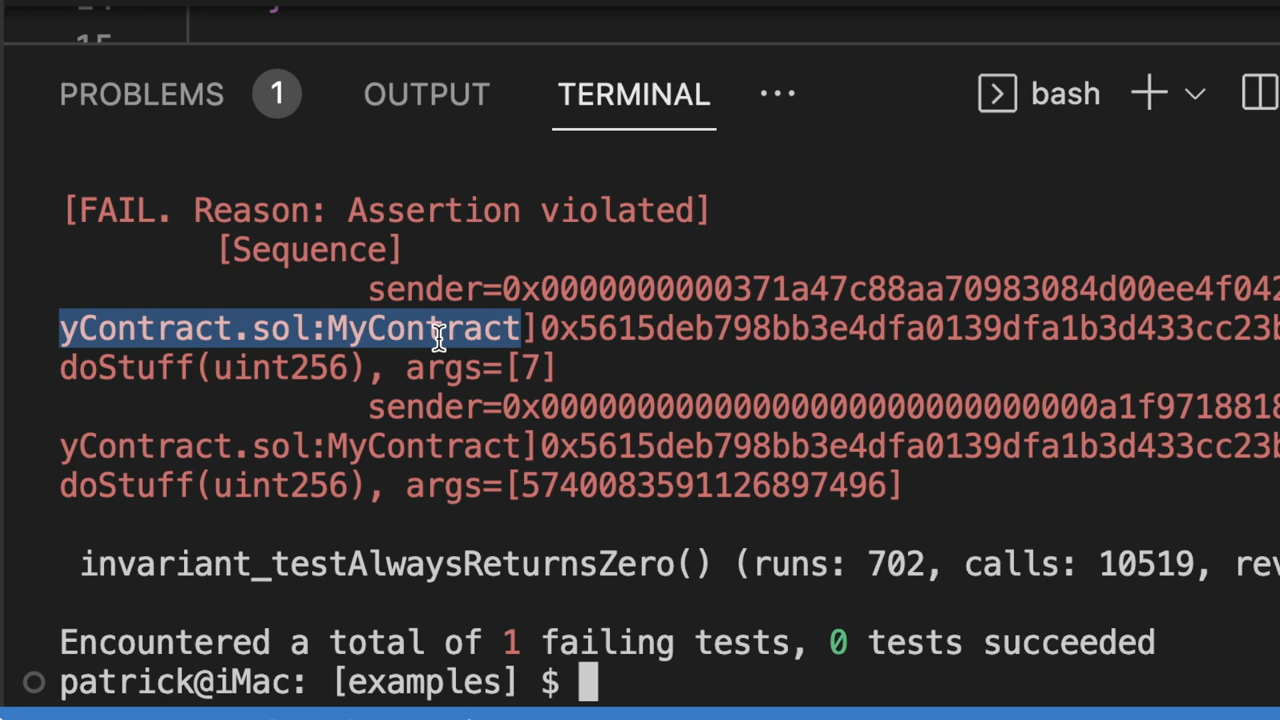 PROBLEMS 1 OUTPUT TERMINAL ... bash
[FAIL. Reason: Assertion violated]
[Sequence]
sender=0x0000000000371a47c88aa70983084d00ee4f042
yContract.sol:MyContract]0x5615deb798bb3e4dfa0139dfa1b3d433cc23b
doStuff(uint256), args=[7]
sender=0x00000000000000000000000000a1f9718818
yContract.sol:MyContract]0x5615deb798bb3e4dfa0139dfa1b3d433cc23b
doStuff(uint256), args=[5740083591126897496]
invariant_testAlwaysReturnsZero() (runs: 702, calls: 10519, rev
Encountered a total of 1 failing tests, 0 tests succeeded
patrick@iMac: [examples] $